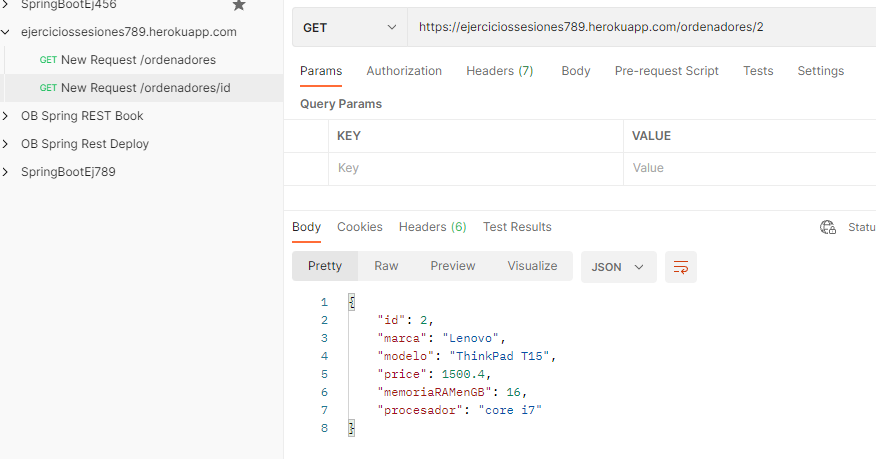 SpringBootEj456
ejerciciossesiones789.herokuapp.com
GET New Request /ordenadores
GET New Request /ordenadores/id
OB Spring REST Book
OB Spring Rest Deploy
SpringBootEj789
GET https://ejerciciossesiones789.herokuapp.com/ordenadores/2
Params Authorization Headers (7) Body Pre-request Script Tests Settings
Query Params
KEY VALUE
Key Value
Body Cookies Headers (6) Test Results Statu
Pretty Raw Preview Visualize JSON
1 {
2 "id": 2,
3 "marca": "Lenovo",
4 "modelo": "ThinkPad T15",
5 "price": 1500.4,
6 "memoriaRAMenGB": 16,
7 "procesador": "core i7"
8 }